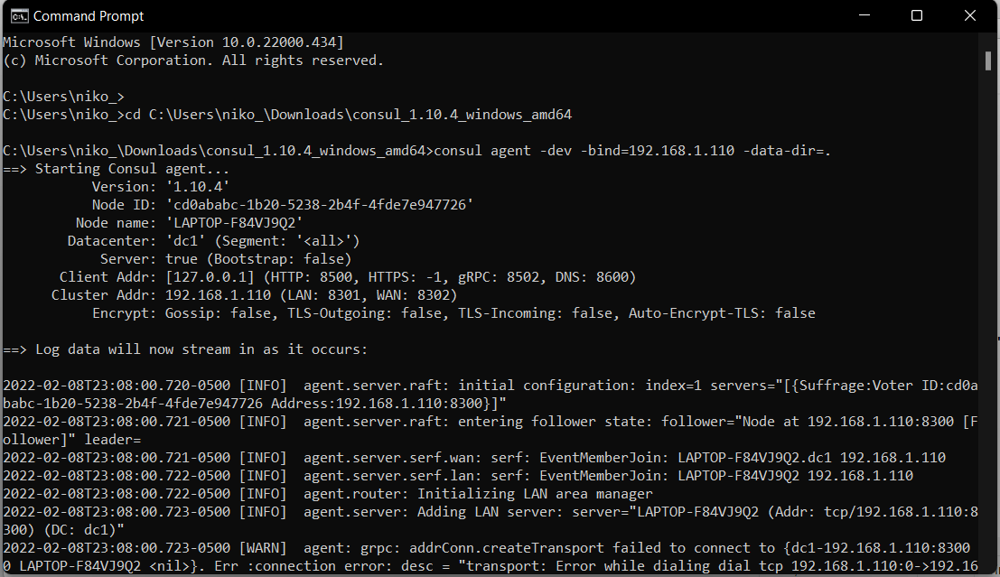 Command Prompt
Microsoft Windows [Version 10.0.22000.434]
(c) Microsoft Corporation. All rights reserved.
C:\Users\niko_>
C:\Users\niko_>cd C:\Users\niko_\Downloads\consul_1.10.4_windows_amd64
C:\Users\niko_\Downloads\consul_1.10.4_windows_amd64>consul agent -dev -bind=192.168.1.110 -data-dir=.
==> Starting Consul agent...
Version: '1.10.4'
Node ID: 'cd0ababc-1b20-5238-2b4f-4fde7e947726'
Node name: 'LAPTOP-F84VJ9Q2'
Datacenter: 'dc1' (Segment: '<all>')
Server: true (Bootstrap: false)
Client Addr: [127.0.0.1] (HTTP: 8500, HTTPS: -1, gRPC: 8502, DNS: 8600)
Cluster Addr: 192.168.1.110 (LAN: 8301, WAN: 8302)
Encrypt: Gossip: false, TLS-Outgoing: false, TLS-Incoming: false, Auto-Encrypt-TLS: false
==> Log data will now stream in as it occurs:
2022-02-08T23:08:00.720-0500 [INFO]  agent.server.raft: initial configuration: index=1 servers="[{Suffrage:Voter ID:cd0a
babc-1b20-5238-2b4f-4fde7e947726 Address:192.168.1.110:8300}]"
2022-02-08T23:08:00.721-0500 [INFO]  agent.server.raft: entering follower state: follower="Node at 192.168.1.110:8300 [F
ollower]" leader=
2022-02-08T23:08:00.721-0500 [INFO]  agent.server.serf.wan: serf: EventMemberJoin: LAPTOP-F84VJ9Q2.dc1 192.168.1.110
2022-02-08T23:08:00.722-0500 [INFO]  agent.server.serf.lan: serf: EventMemberJoin: LAPTOP-F84VJ9Q2 192.168.1.110
2022-02-08T23:08:00.722-0500 [INFO]  agent.router: Initializing LAN area manager
2022-02-08T23:08:00.723-0500 [INFO]  agent.server: Adding LAN server: server="LAPTOP-F84VJ9Q2 (Addr: tcp/192.168.1.110:8
300) (DC: dc1)"
2022-02-08T23:08:00.723-0500 [WARN]  agent: grpc: addrConn.createTransport failed to connect to {dc1-192.168.1.110:8300
0 LAPTOP-F84VJ9Q2 <nil>}. Err :connection error: desc = "transport: Error while dialing dial tcp 192.168.1.110:0->192.16